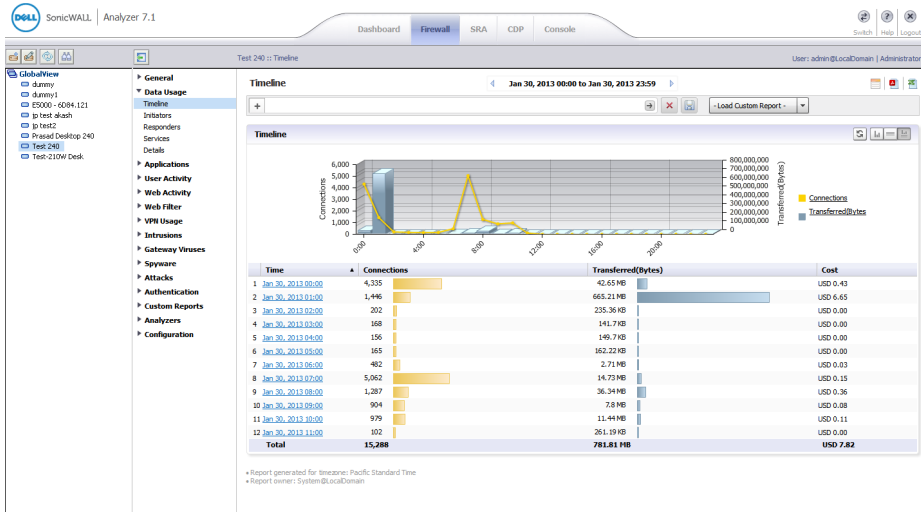 DELL SonicWALL | Analyzer 7.1
Dashboard Firewall SRA CDP Console
Switch | Help | Logout
Test 240 :: Timeline
User: admin@LocalDomain | Administrator
GlobalView
dummy
dummy1
E5000 - 6D84.121
jp test akash
jp test2
Prasad Desktop 240
Test 240
Test-210W Desk
General
Data Usage
Timeline
Initiators
Responders
Services
Details
Applications
User Activity
Web Activity
Web Filter
VPN Usage
Intrusions
Gateway Viruses
Spyware
Attacks
Authentication
Custom Reports
Analyzers
Configuration
Timeline
Jan 30, 2013 00:00 to Jan 30, 2013 23:59
+
- Load Custom Report -
Timeline
Connections
6,000
5,000
4,000
3,000
2,000
1,000
0
800,000,000
700,000,000
600,000,000
500,000,000
400,000,000
300,000,000
200,000,000
100,000,000
0
Transferred(Bytes)
0:00 4:00 8:00 12:00 16:00 20:00
Connections
Transferred(Bytes
Time Connections Transferred(Bytes) Cost
1 Jan 30, 2013 00:00 4,335 42.65 MB USD 0.43
2 Jan 30, 2013 01:00 1,446 665.21 MB USD 6.65
3 Jan 30, 2013 02:00 202 235.36 KB USD 0.00
4 Jan 30, 2013 03:00 168 141.7 KB USD 0.00
5 Jan 30, 2013 04:00 156 149.7 KB USD 0.00
6 Jan 30, 2013 05:00 165 162.22 KB USD 0.00
7 Jan 30, 2013 06:00 482 2.71 MB USD 0.03
8 Jan 30, 2013 07:00 5,062 14.73 MB USD 0.15
9 Jan 30, 2013 08:00 1,287 36.34 MB USD 0.36
10 Jan 30, 2013 09:00 904 7.8 MB USD 0.08
11 Jan 30, 2013 10:00 979 11.44 MB USD 0.11
12 Jan 30, 2013 11:00 102 261.19 KB USD 0.00
Total 15,288 781.81 MB USD 7.82
Report generated for timezone: Pacific Standard Time
Report owner: System@LocalDomain